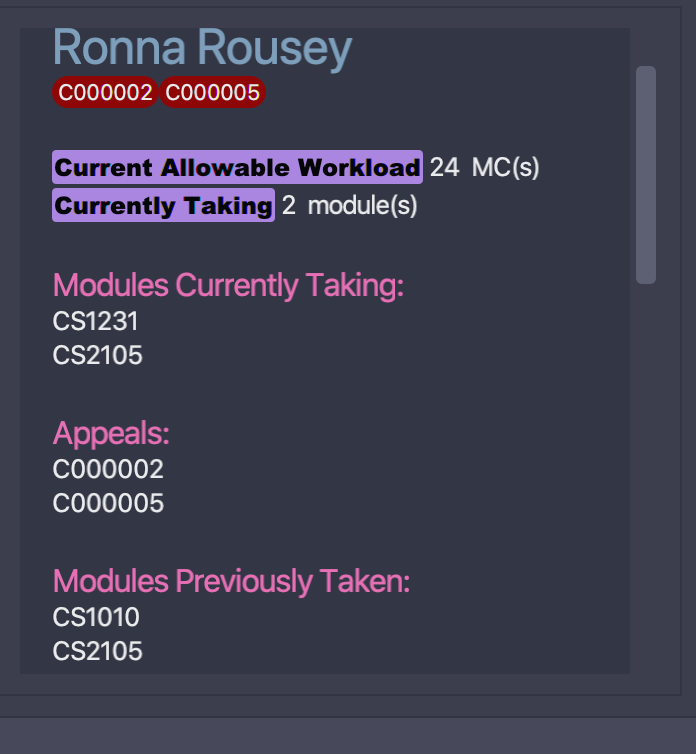 Ronna Rousey
C000002 C000005
Current Allowable Workload 24 MC(s)
Currently Taking 2 module(s)
Modules Currently Taking:
CS1231
CS2105
Appeals:
C000002
C000005
Modules Previously Taken:
CS1010
CS2105